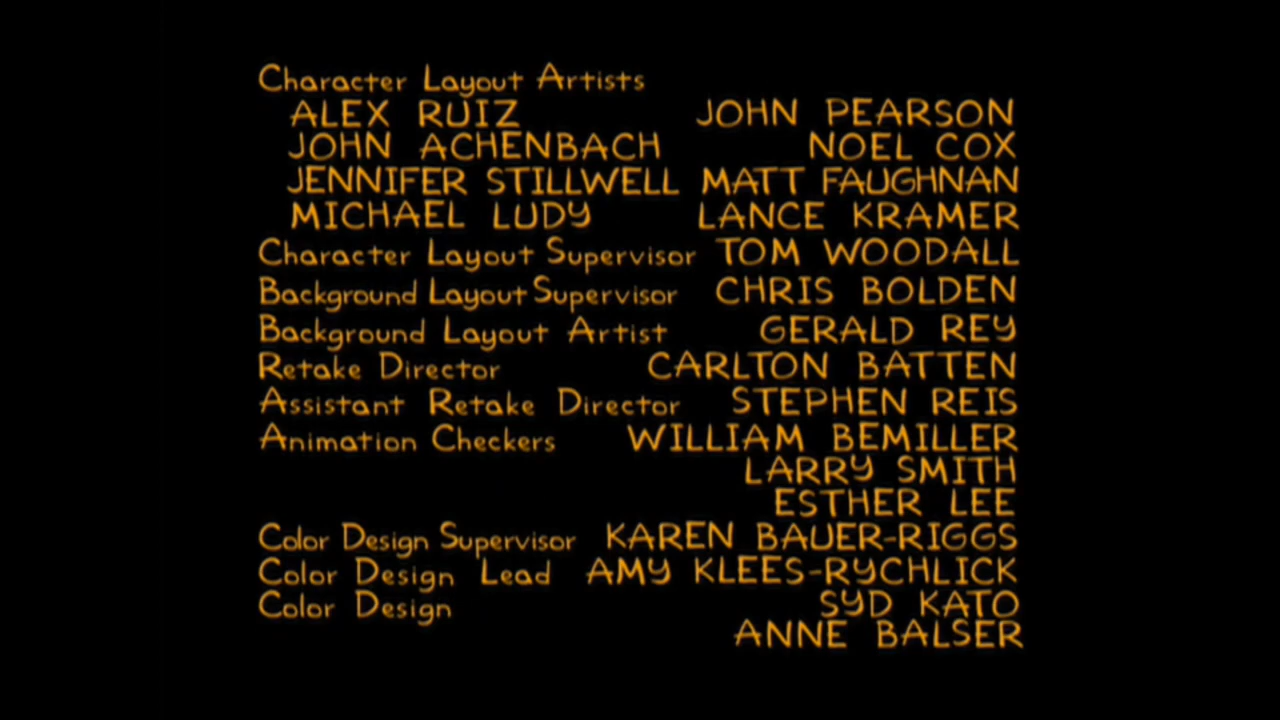 Character Layout Artists
ALEX RUIZ JOHN PEARSON
JOHN ACHENBACH NOEL COX
JENNIFER STILLWELL MATT FAUGHNAN
MICHAEL LUDY LANCE KRAMER
Character Layout Supervisor TOM WOODALL
Background Layout Supervisor CHRIS BOLDEN
Background Layout Artist GERALD REY
Retake Director CARLTON BATTEN
Assistant Retake Director STEPHEN REIS
Animation Checkers WILLIAM BEMILLER
LARRY SMITH
ESTHER LEE
Color Design Supervisor KAREN BAUER-RIGGS
Color Design Lead AMY KLEES-RYCHLICK
Color Design SYD KATO
ANNE BALSER